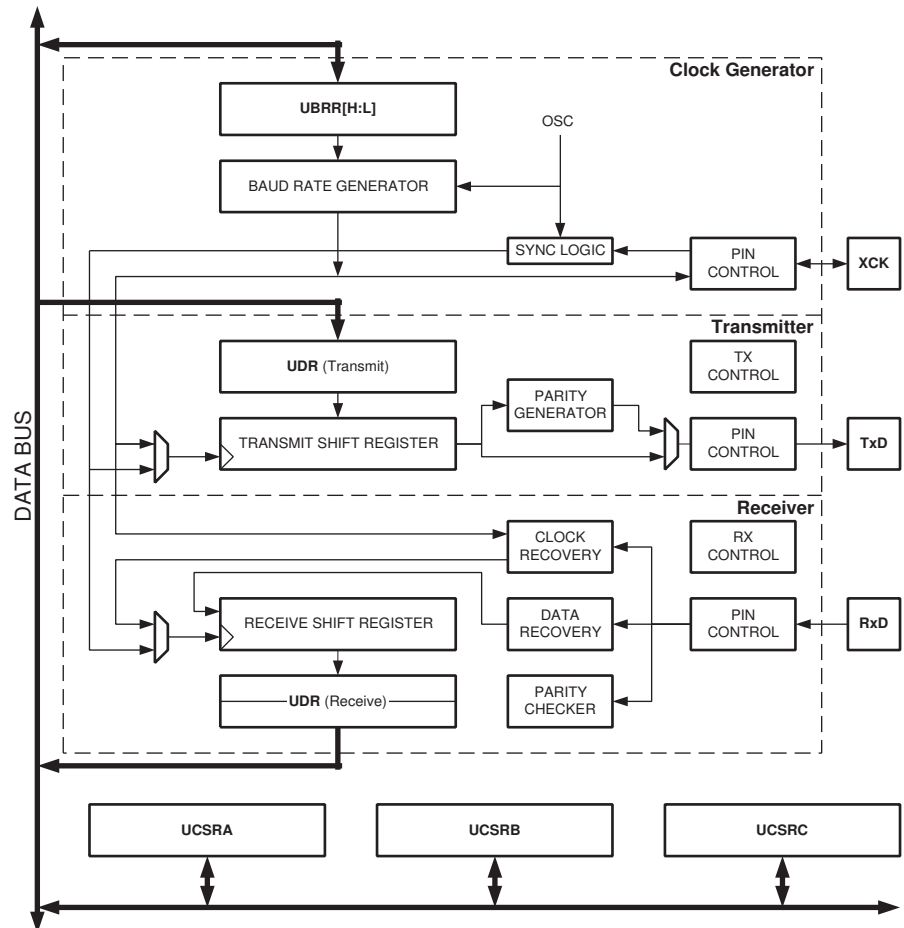 Clock Generator
UBRR[H:L]
OSC
BAUD RATE GENERATOR
SYNC LOGIC
PIN
CONTROL
XCK
Transmitter
UDR (Transmit)
TX
CONTROL
PARITY
GENERATOR
TRANSMIT SHIFT REGISTER
PIN
CONTROL
TxD
DATA BUS
Receiver
CLOCK
RECOVERY
RX
CONTROL
RECEIVE SHIFT REGISTER
DATA
RECOVERY
PIN
CONTROL
RxD
UDR (Receive)
PARITY
CHECKER
UCSRA
UCSRB
UCSRC